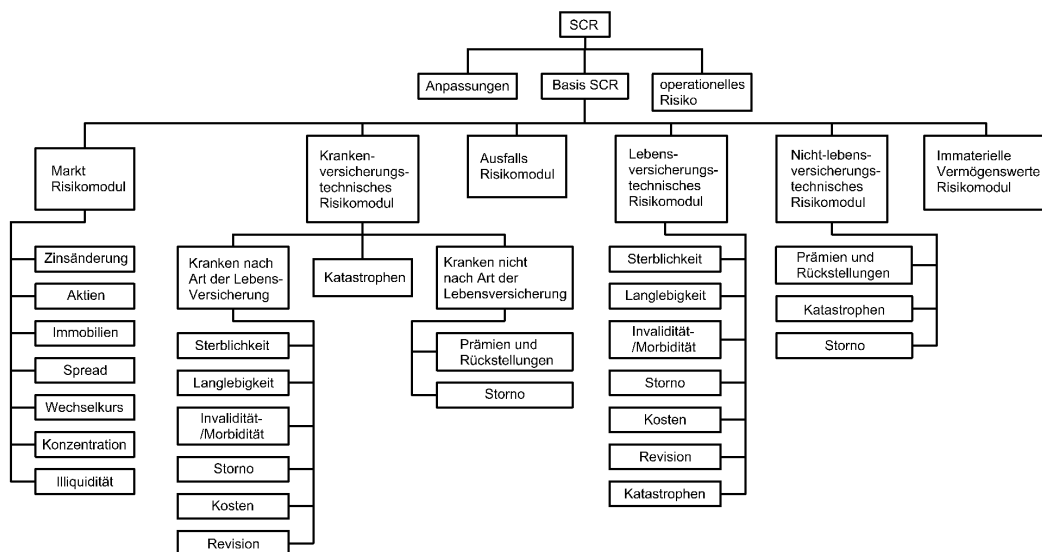 SCR
Anpassungen
Basis SCR
operationelles
Risiko
Markt
Risikomodul
Kranken-
versicherungs-
technisches
Risikomodul
Ausfalls
Risikomodul
Lebens-
versicherungs-
technisches
Risikomodul
Nicht-lebens-
versicherungs-
technisches
Risikomodul
Immaterielle
Vermögenswerte
Risikomodul
Zinsänderung
Aktien
Immobilien
Spread
Wechselkurs
Konzentration
Illiquidität
Kranken nach
Art der Lebens-
Versicherung
Sterblichkeit
Langlebigkeit
Invalidität-
/Morbidität
Storno
Kosten
Revision
Katastrophen
Kranken nicht
nach Art der
Lebensversicherung
Prämien und
Rückstellungen
Storno
Sterblichkeit
Langlebigkeit
Invalidität-
/Morbidität
Storno
Kosten
Revision
Katastrophen
Prämien und
Rückstellungen
Katastrophen
Storno